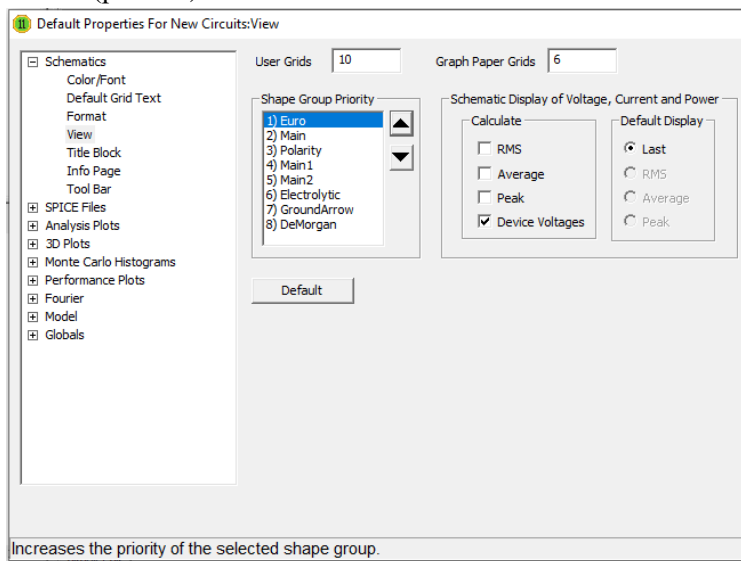 11 Default Properties For New Circuits:View
Schematics
Color/Font
Default Grid Text
Format
View
Title Block
Info Page
Tool Bar
SPICE Files
Analysis Plots
3D Plots
Monte Carlo Histograms
Performance Plots
Fourier
Model
Globals
User Grids 10 Graph Paper Grids 6
Shape Group Priority
1) Euro
2) Main
3) Polarity
4) Main1
5) Main2
6) Electrolytic
7) GroundArrow
8) DeMorgan
Schematic Display of Voltage, Current and Power
Calculate
RMS
Average
Peak
Device Voltages
Default Display
Last
RMS
Average
Peak
Default
Increases the priority of the selected shape group.